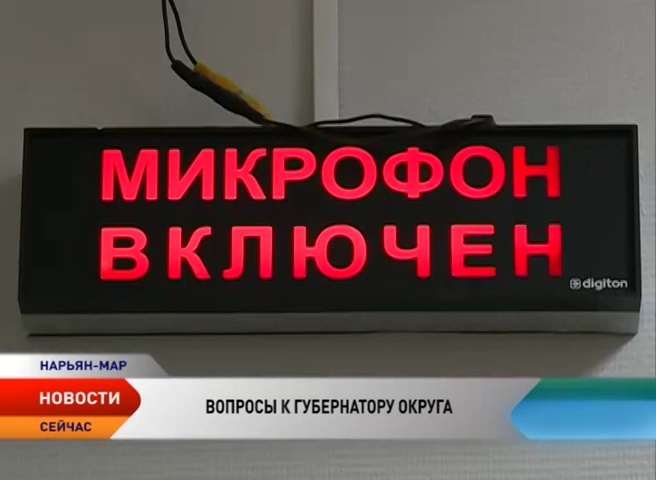 МИКРОФОН
ВКЛЮЧЕН
digiton
НАРЬЯН-МАР
НОВОСТИ
СЕЙЧАС
ВОПРОСЫ К ГУБЕРНАТОРУ ОКРУГА